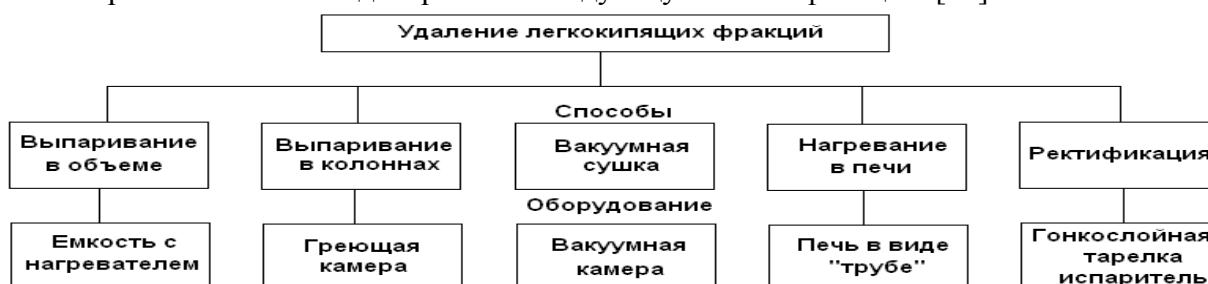 Удаление легкокипящих фракций
Способы
Выпаривание
в объеме
Выпаривание
в колоннах
Вакуумная
сушка
Нагревание
в печи
Ректификация
Оборудование
Емкость с
нагревателем
Греющая
камера
Вакуумная
камера
Печь в виде
"трубе"
Гонкослойная
тарелка
испаритель